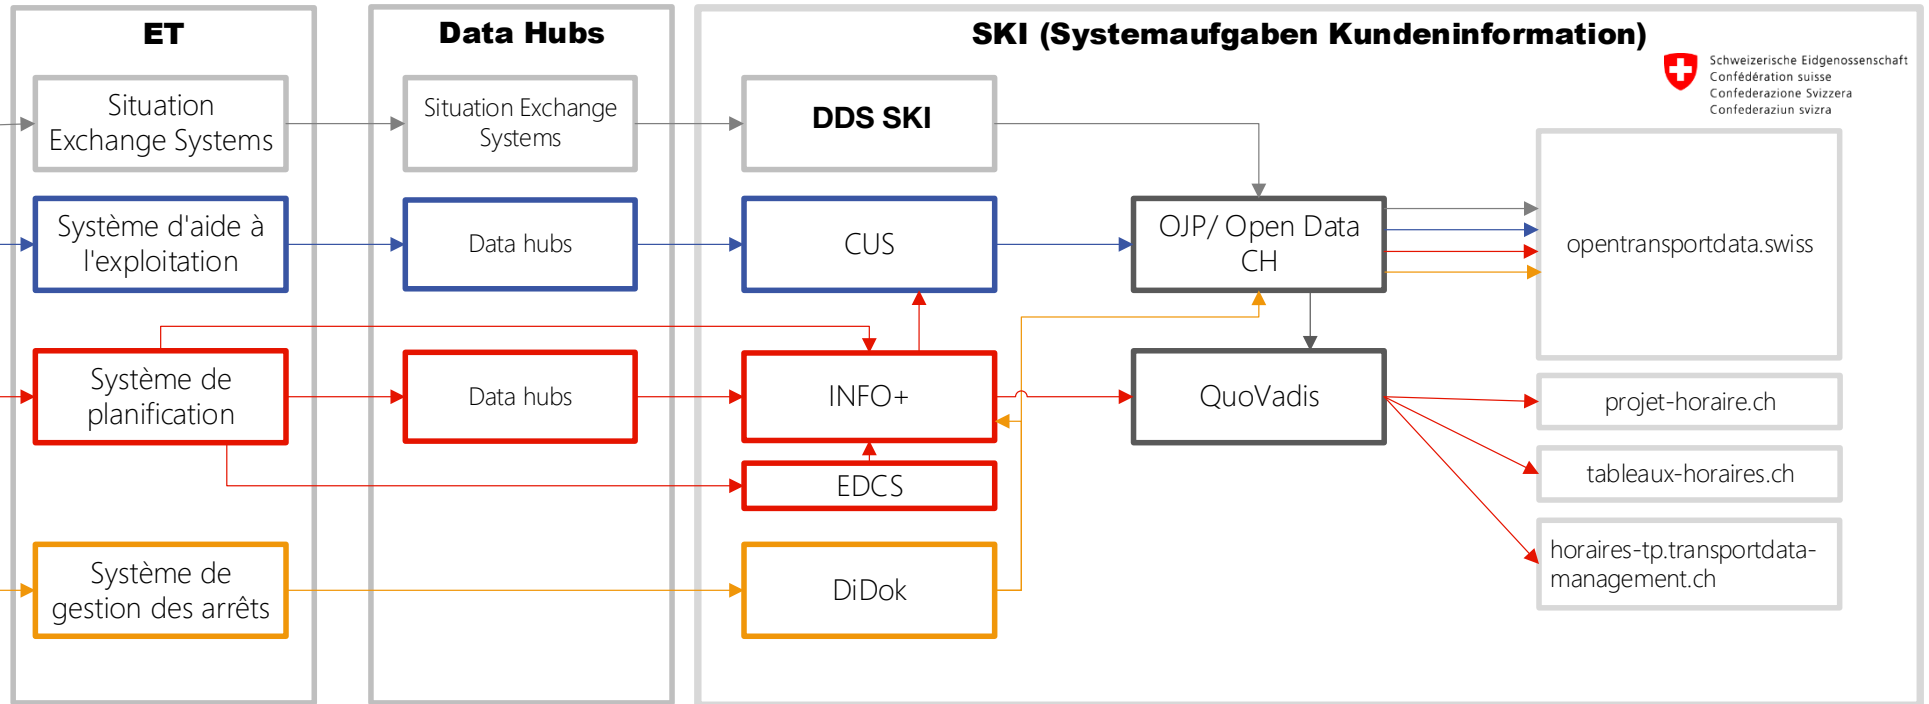 ET
Data Hubs
SKI (Systemaufgaben Kundeninformation)
Schweizerische Eidgenossenschaft
Confédération suisse
Confederazione Svizzera
Confederaziun svizra
Situation
Exchange Systems
Situation Exchange
Systems
DDS SKI
Système d'aide à
l'exploitation
Data hubs
CUS
OJP/ Open Data
CH
opentransportdata.swiss
Système de
planification
Data hubs
INFO+
QuoVadis
projet-horaire.ch
EDCS
tableaux-horaires.ch
Système de
gestion des arrêts
DiDok
horaires-tp.transportdata-
management.ch